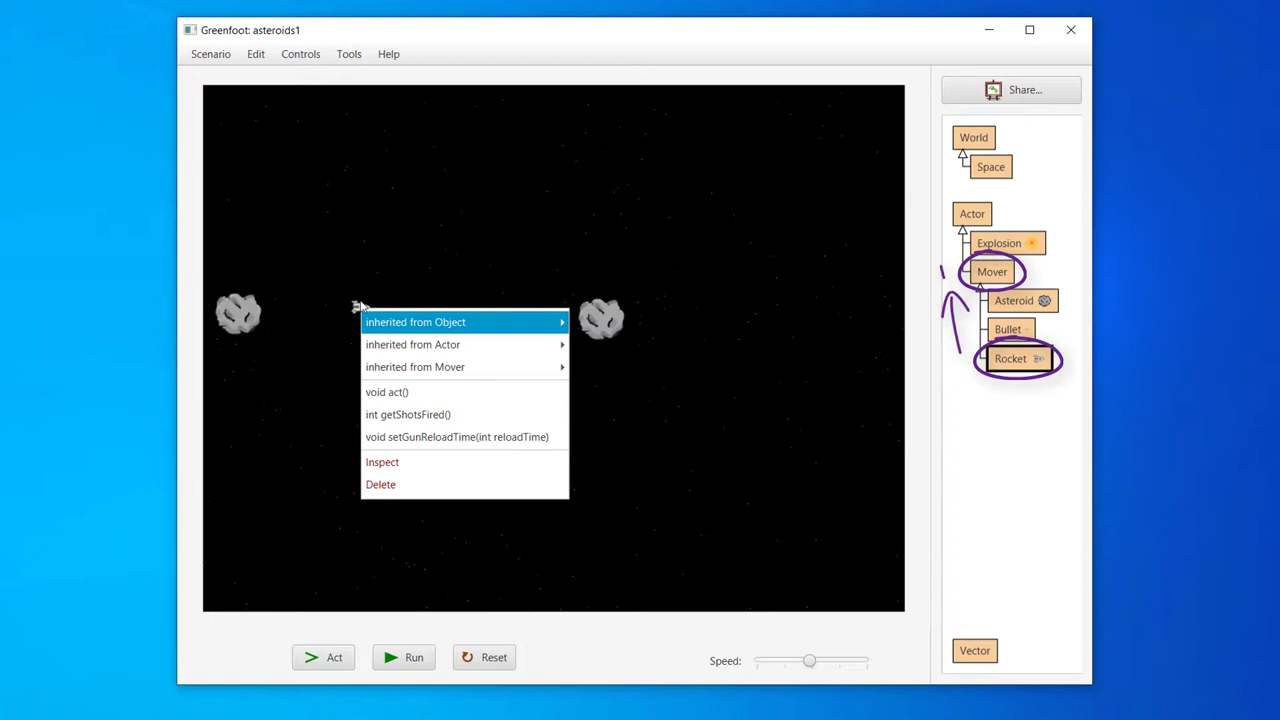 Greenfoot: asteroids1
Scenario Edit Controls Tools Help
Share...
World
Space
Actor
Explosion
Mover
Asteroid
Bullet
Rocket
inherited from Object
inherited from Actor
inherited from Mover
void act()
int getShotsFired()
void setGunReloadTime(int reloadTime)
Inspect
Delete
Vector
Act Run Reset Speed: